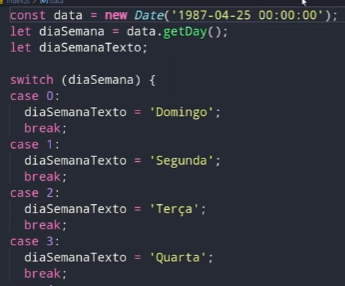 const data = new Date('1987-04-25 00:00:00');
let diaSemana = data.getDay();
let diaSemanaTexto;
switch (diaSemana) {
case 0:
diaSemanaTexto = 'Domingo';
break;
case 1:
diaSemanaTexto = 'Segunda';
break;
case 2:
diaSemanaTexto = 'Terça';
break;
case 3:
diaSemanaTexto = 'Quarta';
break;